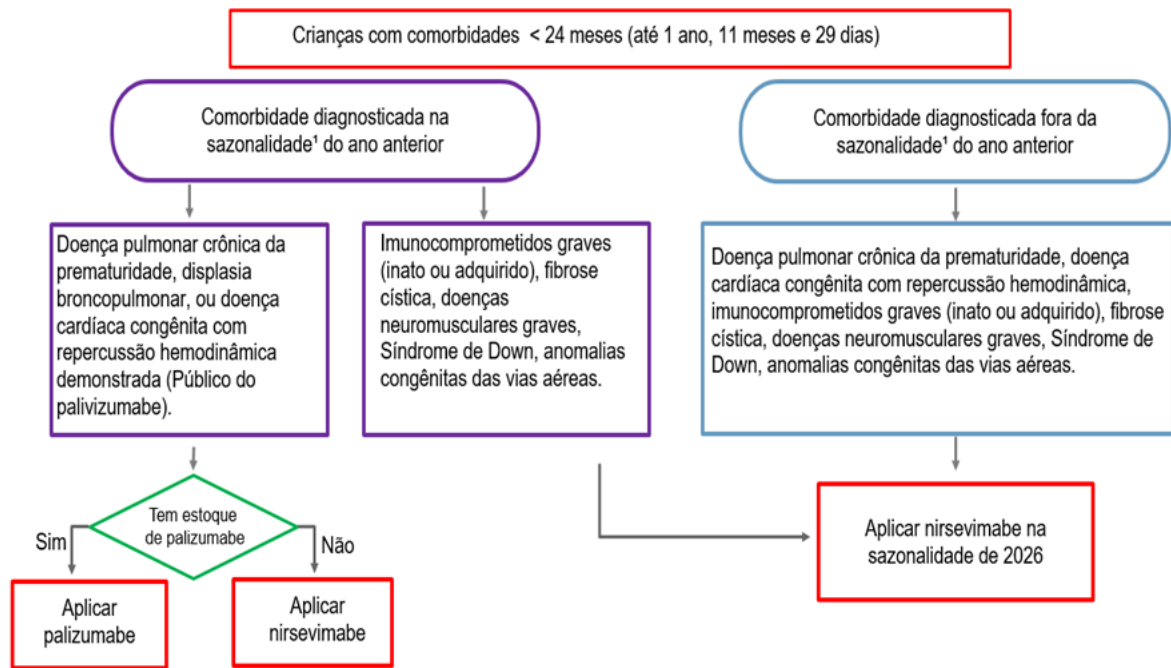 Crianças com comorbidades < 24 meses (até 1 ano, 11 meses e 29 dias)
Comorbidade diagnosticada na
sazonalidade¹ do ano anterior
Comorbidade diagnosticada fora da
sazonalidade¹ do ano anterior
Doença pulmonar crônica da
prematuridade, displasia
broncopulmonar, ou doença
cardíaca congênita com
repercussão hemodinâmica
demonstrada (Público do
palivizumabe).
Imunocomprometidos graves
(inato ou adquirido), fibrose
cística, doenças
neuromusculares graves,
Síndrome de Down, anomalias
congênitas das vias aéreas.
Doença pulmonar crônica da prematuridade, doença
cardíaca congênita com repercussão hemodinâmica,
imunocomprometidos graves (inato ou adquirido), fibrose
cística, doenças neuromusculares graves, Síndrome de
Down, anomalias congênitas das vias aéreas.
Tem estoque
de palizumabe
Sim
Não
Aplicar
palizumabe
Aplicar
nirsevimabe
Aplicar nirsevimabe na
sazonalidade de 2026